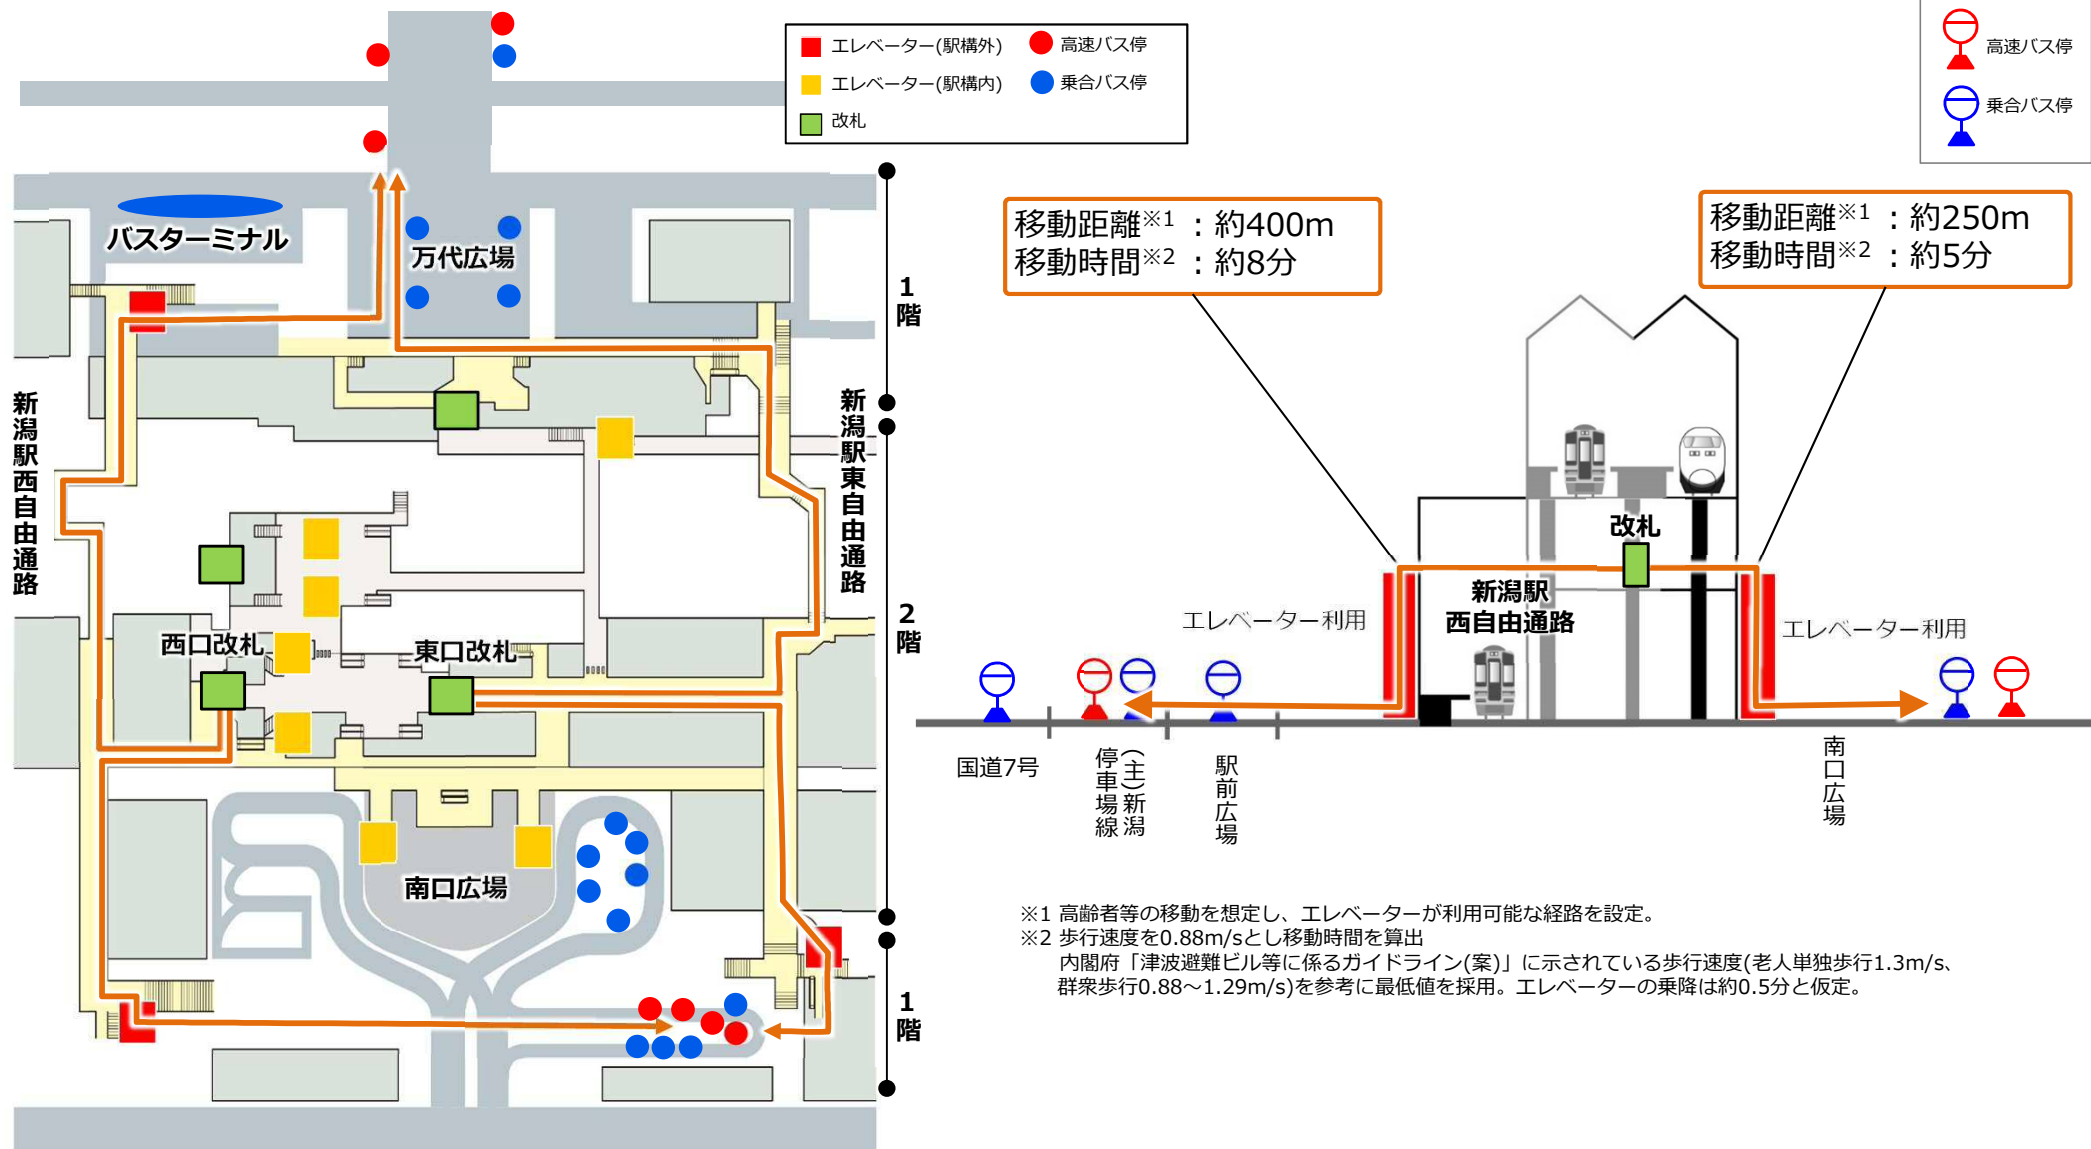 エレベーター(駅構外)
高速バス停
エレベーター(駅構内)
乗合バス停
改札
高速バス停
乗合バス停
バスターミナル
万代広場
1階
新潟駅西自由通路
新潟駅東自由通路
2階
西口改札
東口改札
南口広場
1階
移動距離※1 ：約400m
移動時間※2 ：約8分
移動距離※1 ：約250m
移動時間※2 ：約5分
改札
新潟駅
西自由通路
エレベーター利用
エレベーター利用
国道7号
(主)新潟
停車場線
駅前広場
南口広場
※1 高齢者等の移動を想定し、エレベーターが利用可能な経路を設定。
※2 歩行速度を0.88m/sとし移動時間を算出
内閣府「津波避難ビル等に係るガイドライン(案)」に示されている歩行速度(老人単独歩行1.3m/s、
群衆歩行0.88～1.29m/s)を参考に最低値を採用。エレベーターの乗降は約0.5分と仮定。